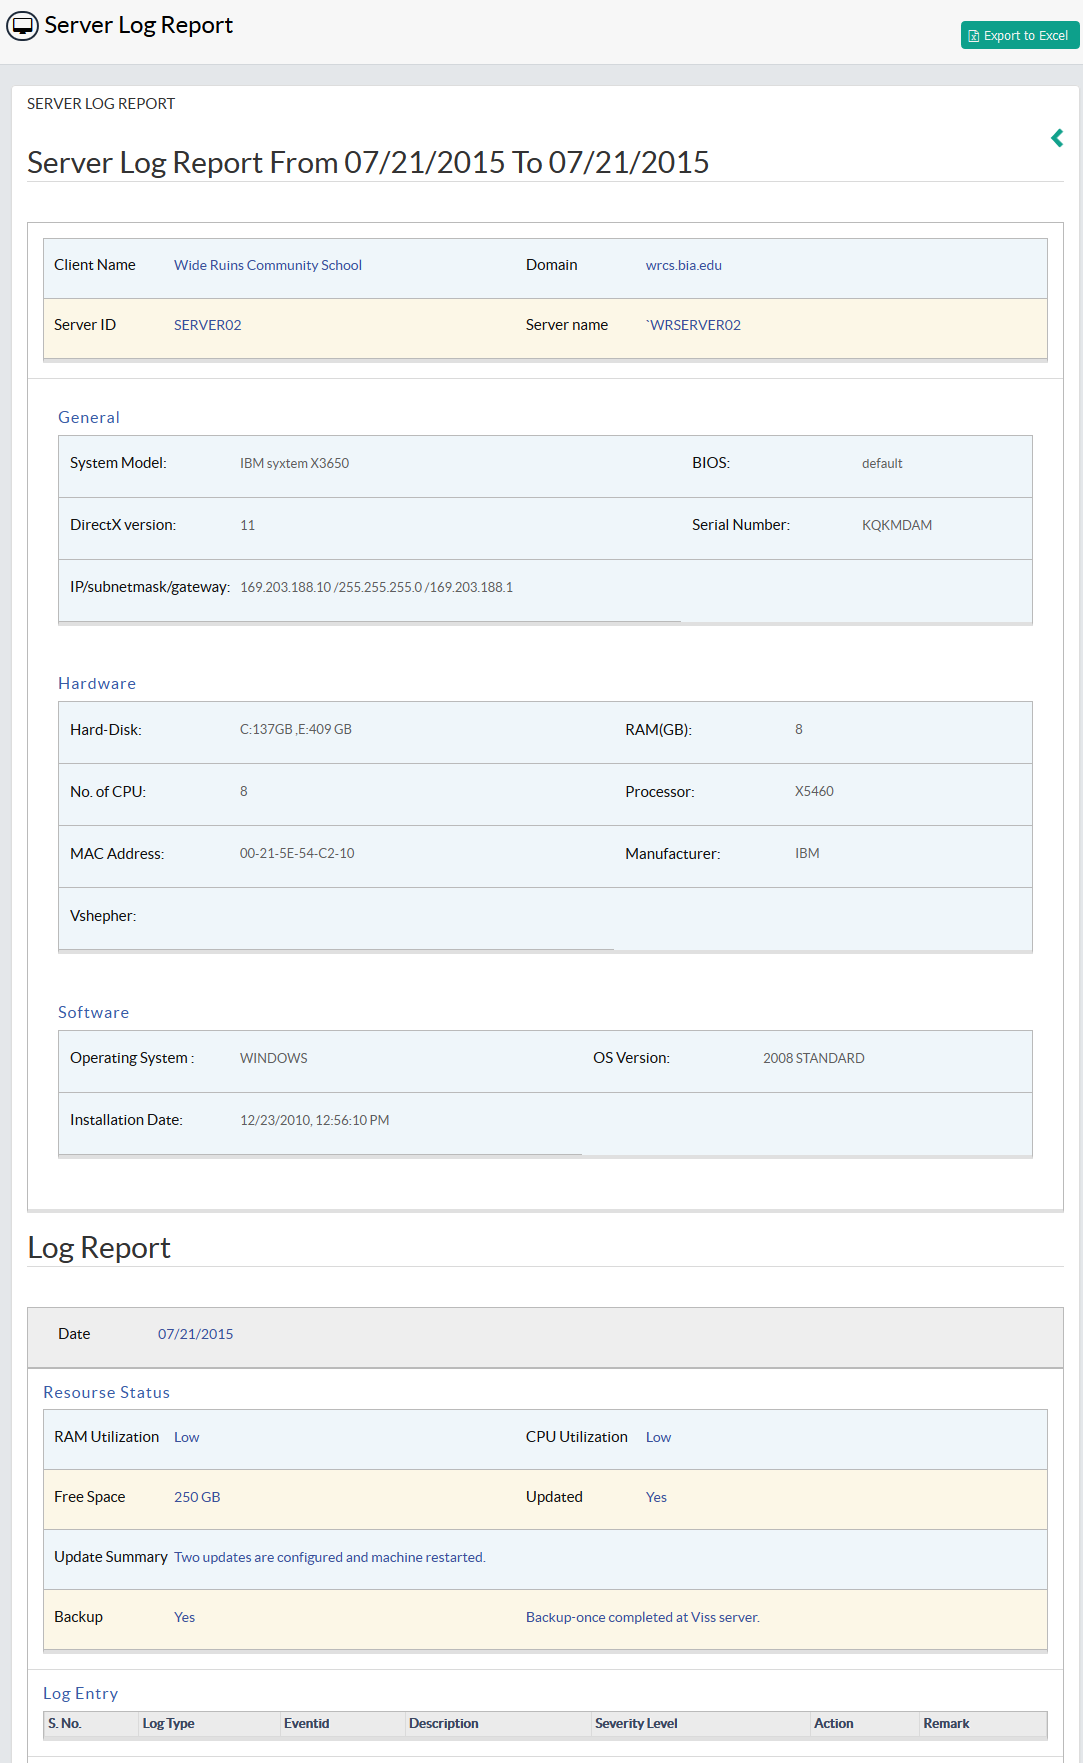 Server Log Report
Export to Excel
SERVER LOG REPORT
Server Log Report From 07/21/2015 To 07/21/2015
Client Name Wide Ruins Community School Domain wrcs.bia.edu
Server ID SERVER02 Server name `WRSERVER02
General
System Model: IBM syxtem X3650 BIOS: default
DirectX version: 11 Serial Number: KQKMDAM
IP/subnetmask/gateway: 169.203.188.10 /255.255.255.0 /169.203.188.1
Hardware
Hard-Disk: C:137GB ,E:409 GB RAM(GB): 8
No. of CPU: 8 Processor: X5460
MAC Address: 00-21-5E-54-C2-10 Manufacturer: IBM
Vshepher:
Software
Operating System : WINDOWS OS Version: 2008 STANDARD
Installation Date: 12/23/2010, 12:56:10 PM
Log Report
Date 07/21/2015
Resourse Status
RAM Utilization Low CPU Utilization Low
Free Space 250 GB Updated Yes
Update Summary Two updates are configured and machine restarted.
Backup Yes Backup-once completed at Viss server.
Log Entry
S. No. Log Type Eventid Description Severity Level Action Remark